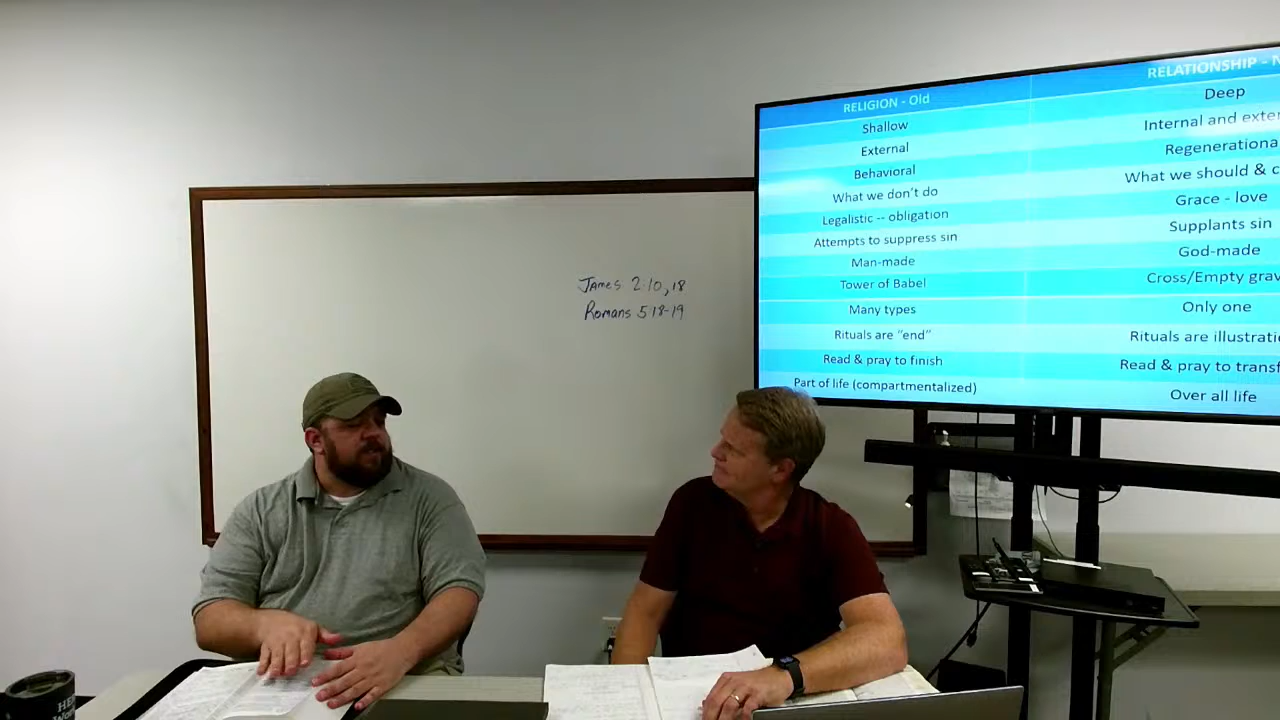 James 2:10,18
Romans 5:18-19
RELIGION - Old
RELATIONSHIP - N
Shallow
Deep
External
Internal and exter
Behavioral
Regenerationa
What we don't do
What we should & c
Legalistic -- obligation
Grace - love
Attempts to suppress sin
Supplants sin
Man-made
God-made
Tower of Babel
Cross/Empty grav
Many types
Only one
Rituals are "end"
Rituals are illustrati
Read & pray to finish
Read & pray to transf
Part of life (compartmentalized)
Over all life